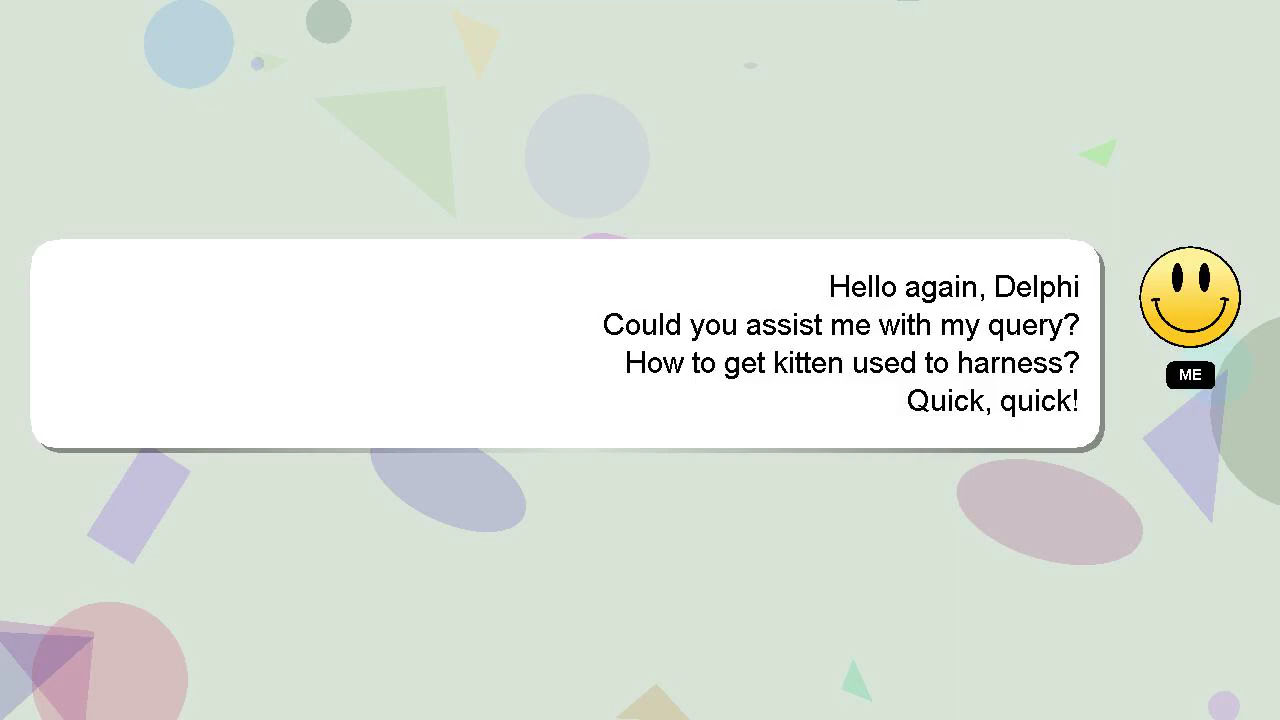 Hello again, Delphi
Could you assist me with my query?
How to get kitten used to harness?
Quick, quick!
ME